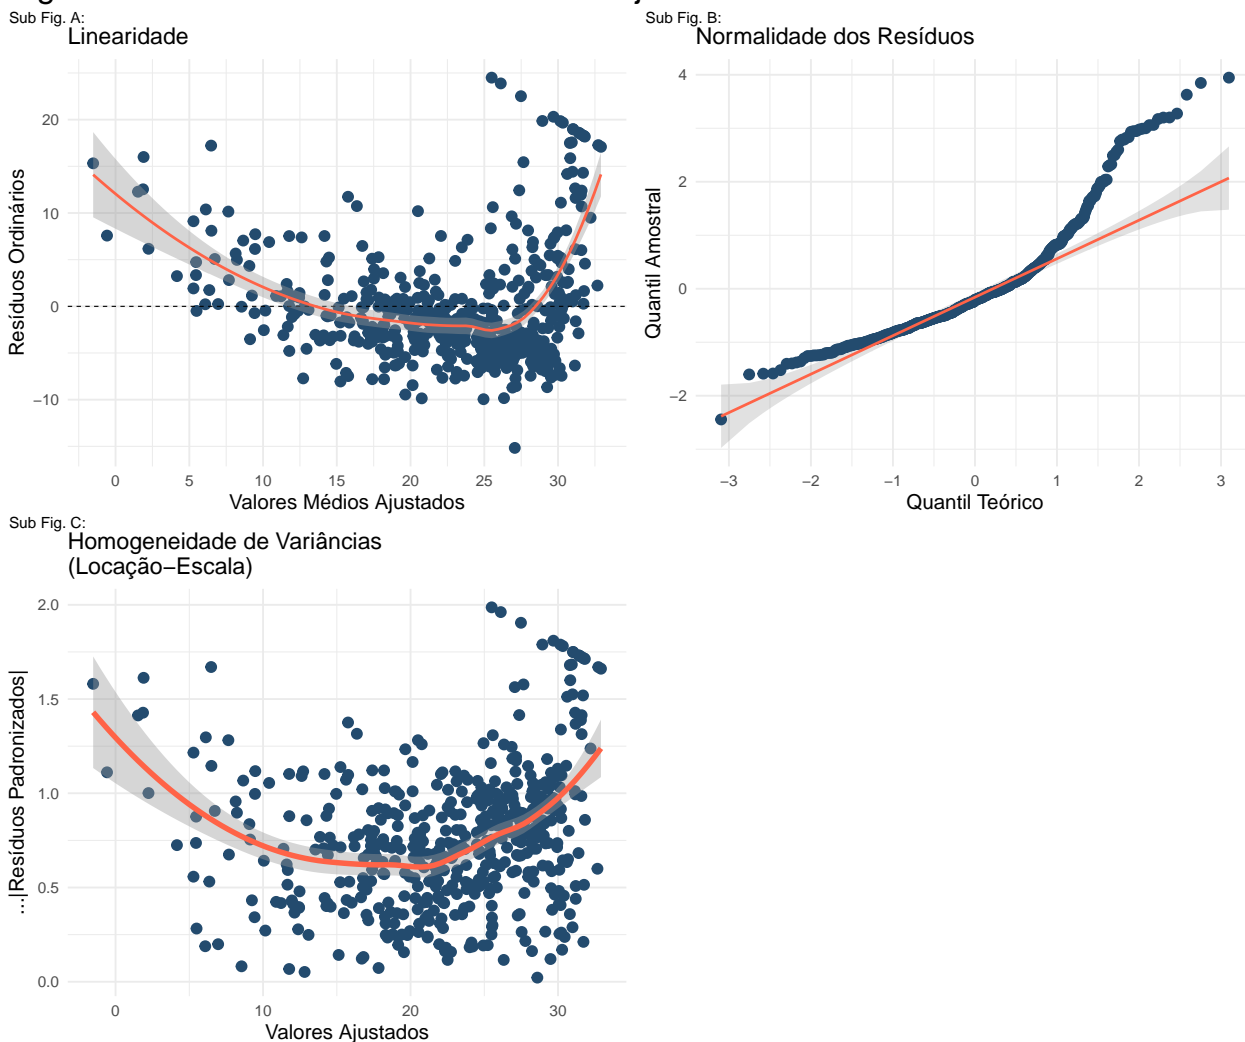 Sub Fig. A:
Linearidade
Resíduos Ordinários
20
10
0
−10
0
5
10
15
20
25
30
Valores Médios Ajustados
Sub Fig. B:
Normalidade dos Resíduos
Quantil Amostral
4
2
0
−2
−3
−2
−1
0
1
2
3
Quantil Teórico
Sub Fig. C:
Homogeneidade de Variâncias
(Locação−Escala)
...|Resíduos Padronizados|
2.0
1.5
1.0
0.5
0.0
0
10
20
30
Valores Ajustados